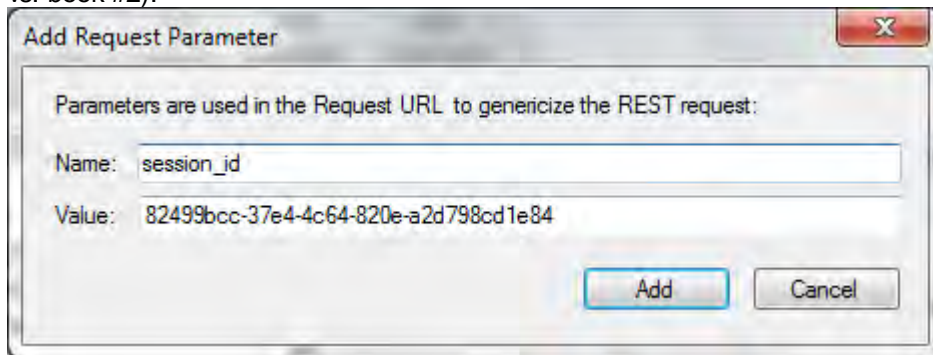 Add Request Parameter
Parameters are used in the Request URL to genericize the REST request:
Name: session_id
Value: 82499bcc-37e4-4c64-820e-a2d798cd1e84
Add Cancel